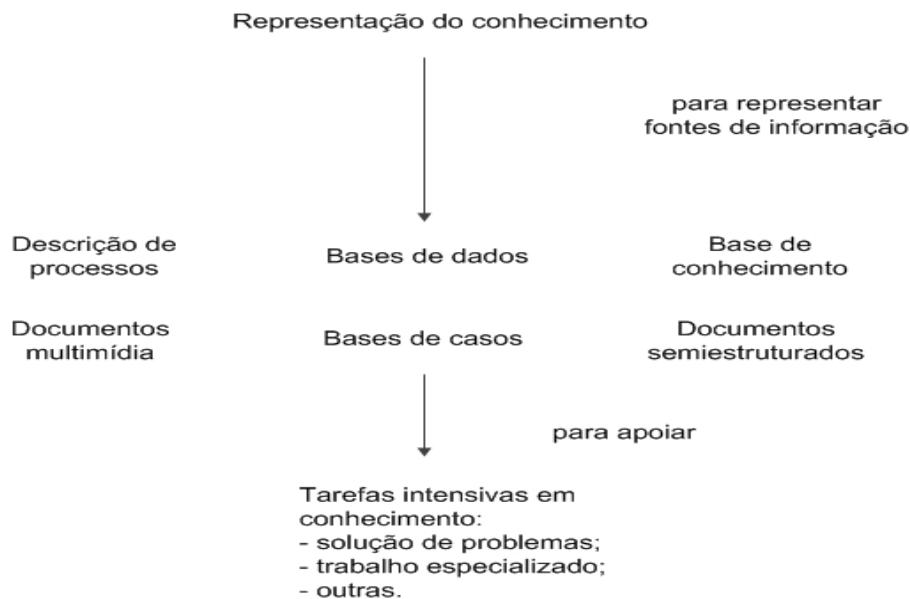 Representação do conhecimento
para representar
fontes de informação
Descrição de
processos
Bases de dados
Base de
conhecimento
Documentos
multimídia
Bases de casos
Documentos
semiestruturados
para apoiar
Tarefas intensivas em
conhecimento:
- solução de problemas;
- trabalho especializado;
- outras.